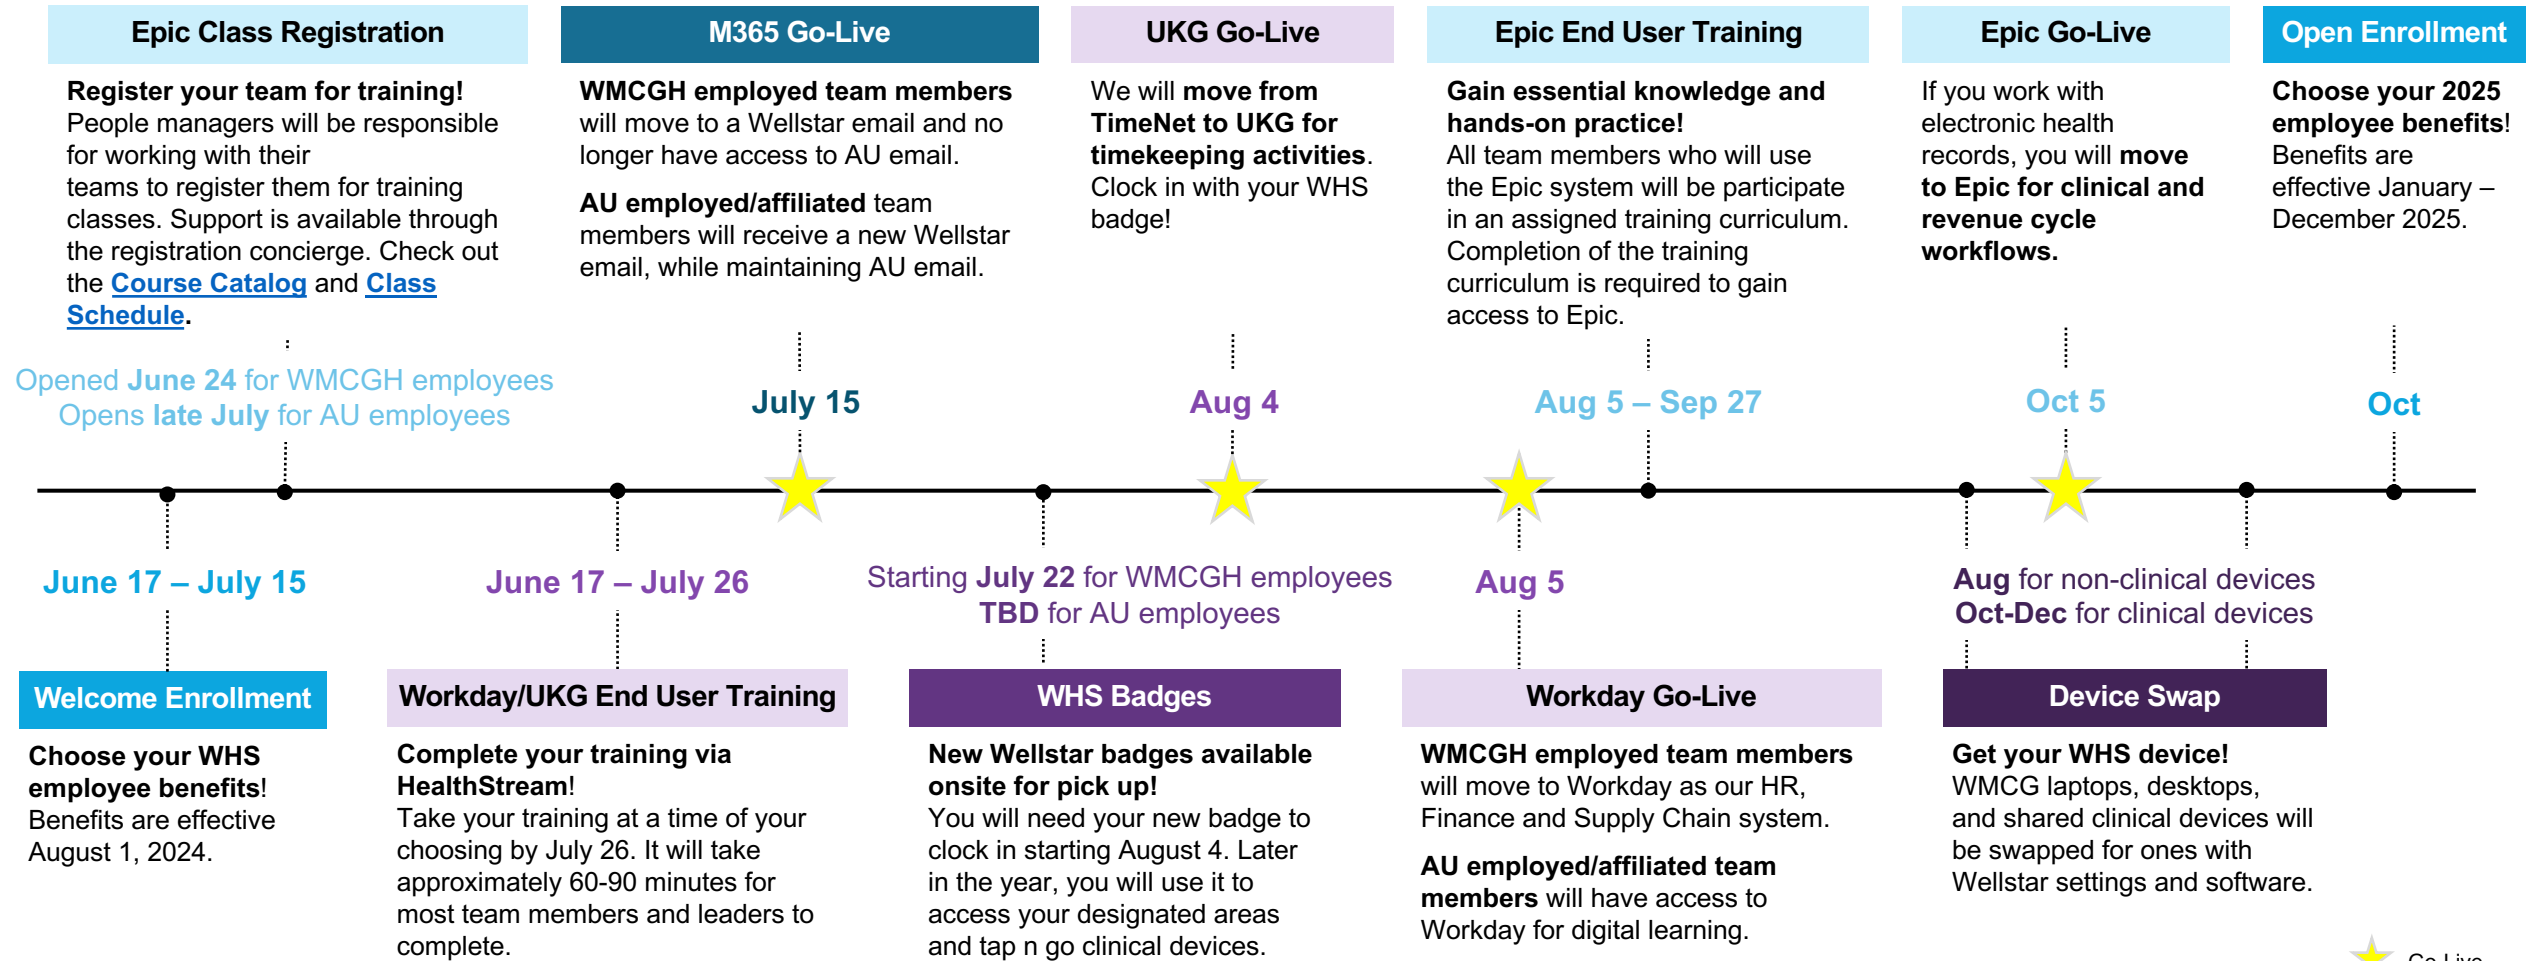 Epic Class Registration
Register your team for training!
People managers will be responsible
for working with their
teams to register them for training
classes. Support is available through
the registration concierge. Check out
the Course Catalog and Class
Schedule.
Opened June 24 for WMCGH employees
Opens late July for AU employees
M365 Go-Live
WMCGH employed team members
will move to a Wellstar email and no
longer have access to AU email.
AU employed/affiliated team
members will receive a new Wellstar
email, while maintaining AU email.
July 15
UKG Go-Live
We will move from
TimeNet to UKG for
timekeeping activities.
Clock in with your WHS
badge!
Aug 4
Epic End User Training
Gain essential knowledge and
hands-on practice!
All team members who will use
the Epic system will be participate
in an assigned training curriculum.
Completion of the training
curriculum is required to gain
access to Epic.
Aug 5 – Sep 27
Epic Go-Live
If you work with
electronic health
records, you will move
to Epic for clinical and
revenue cycle
workflows.
Oct 5
Open Enrollment
Choose your 2025
employee benefits!
Benefits are
effective January –
December 2025.
Oct
June 17 – July 15
Welcome Enrollment
Choose your WHS
employee benefits!
Benefits are effective
August 1, 2024.
June 17 – July 26
Workday/UKG End User Training
Complete your training via
HealthStream!
Take your training at a time of your
choosing by July 26. It will take
approximately 60-90 minutes for
most team members and leaders to
complete.
Starting July 22 for WMCGH employees
TBD for AU employees
WHS Badges
New Wellstar badges available
onsite for pick up!
You will need your new badge to
clock in starting August 4. Later
in the year, you will use it to
access your designated areas
and tap n go clinical devices.
Aug 5
Workday Go-Live
WMCGH employed team members
will move to Workday as our HR,
Finance and Supply Chain system.
AU employed/affiliated team
members will have access to
Workday for digital learning.
Aug for non-clinical devices
Oct-Dec for clinical devices
Device Swap
Get your WHS device!
WMCG laptops, desktops,
and shared clinical devices will
be swapped for ones with
Wellstar settings and software.
Go-Live